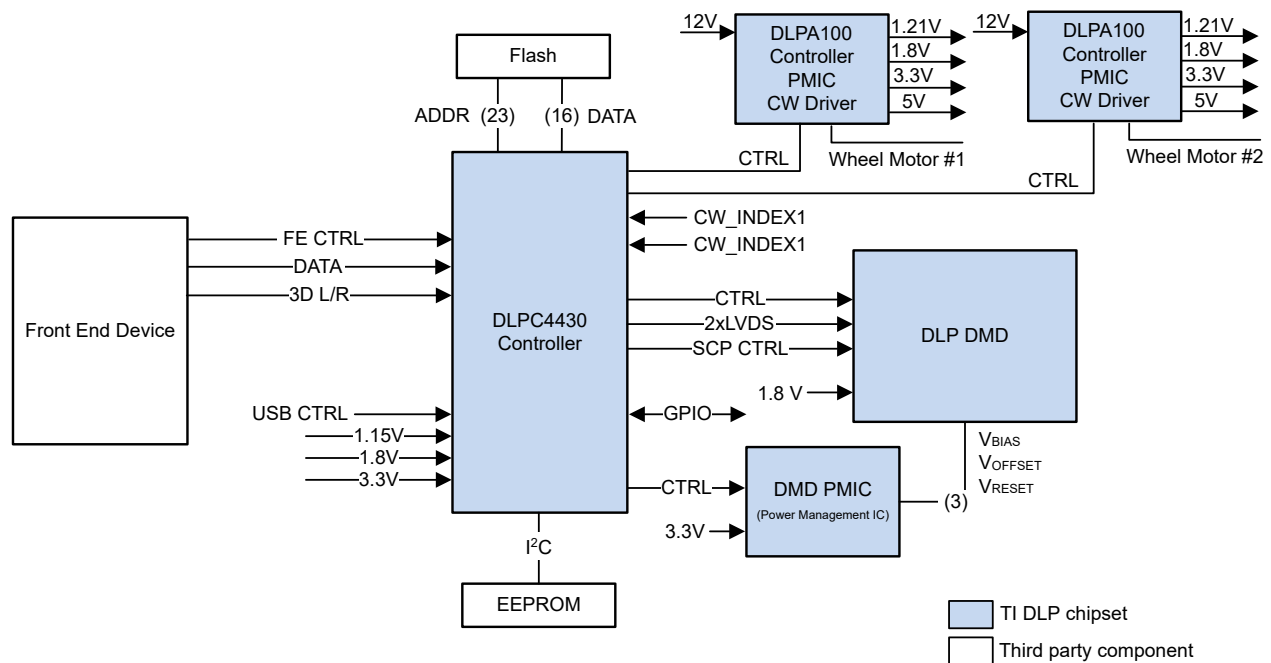 12V
DLPA100
Controller
PMIC
CW Driver
1.21V
1.8V
3.3V
5V
12V
DLPA100
Controller
PMIC
CW Driver
1.21V
1.8V
3.3V
5V
Flash
ADDR (23) (16) DATA
CTRL
Wheel Motor #1
CTRL
Wheel Motor #2
Front End Device
FE CTRL
DATA
3D L/R
DLPC4430
Controller
CW_INDEX1
CW_INDEX1
CTRL
2xLVDS
SCP CTRL
DLP DMD
1.8 V
USB CTRL
1.15V
1.8V
3.3V
GPIO
CTRL
3.3V
DMD PMIC
(Power Management IC)
(3)
VBIAS
VOFFSET
VRESET
I²C
EEPROM
TI DLP chipset
Third party component